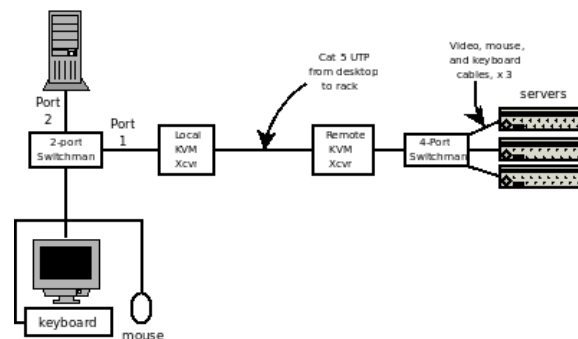 Cat 5 UTP
from desktop
to rack
Video, mouse,
and keyboard
cables, x 3
servers
Port
2
Port
1
2-port
Switchman
Local
KVM
Xcvr
Remote
KVM
Xcvr
4-Port
Switchman
keyboard
mouse